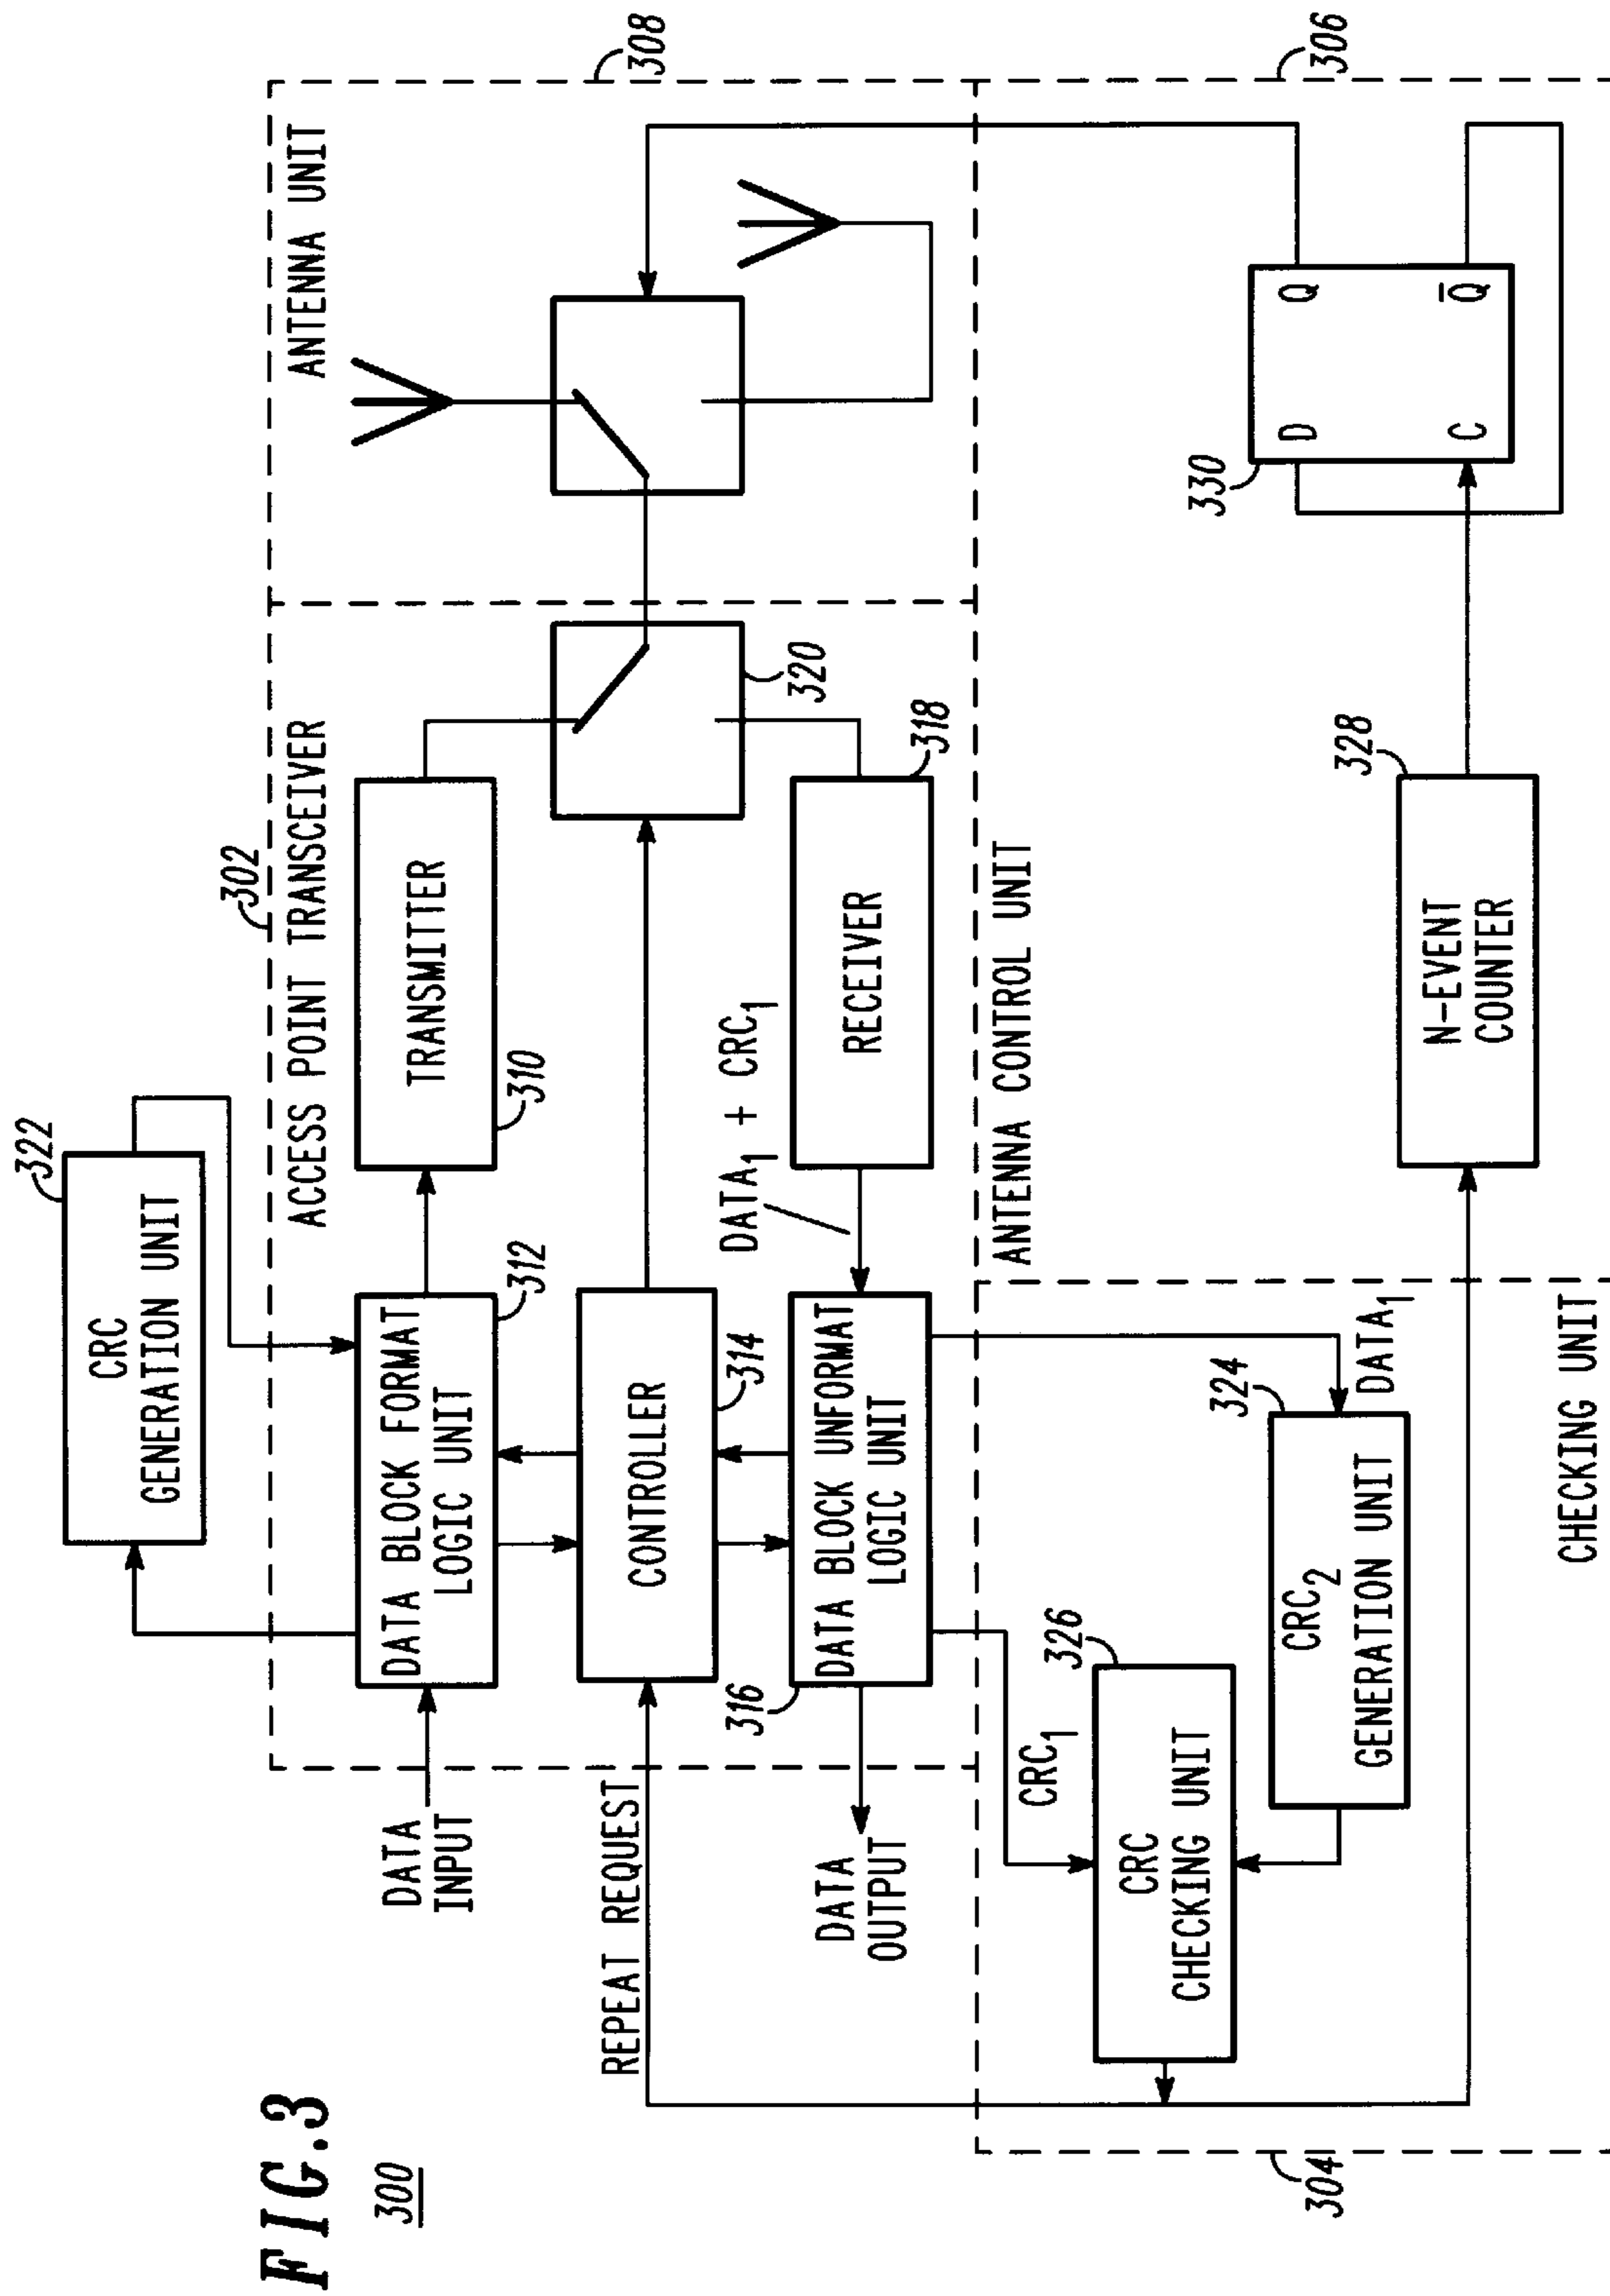 FIG.3
300
322
CRC
GENERATION UNIT
302
ACCESS POINT TRANSCEIVER
ANTENNA UNIT
308
DATA
INPUT
DATA BLOCK FORMAT
LOGIC UNIT
312
TRANSMITTER
310
REPEAT REQUEST
CONTROLLER
314
320
DATA
OUTPUT
316
DATA BLOCK UNFORMAT
LOGIC UNIT
DATA₁ + CRC₁
RECEIVER
318
ANTENNA CONTROL UNIT
CRC₁
326
CRC
CHECKING UNIT
324
CRC₂
GENERATION UNIT
DATA₁
328
N-EVENT
COUNTER
330
D
Q
C
Q̅
306
304
CHECKING UNIT